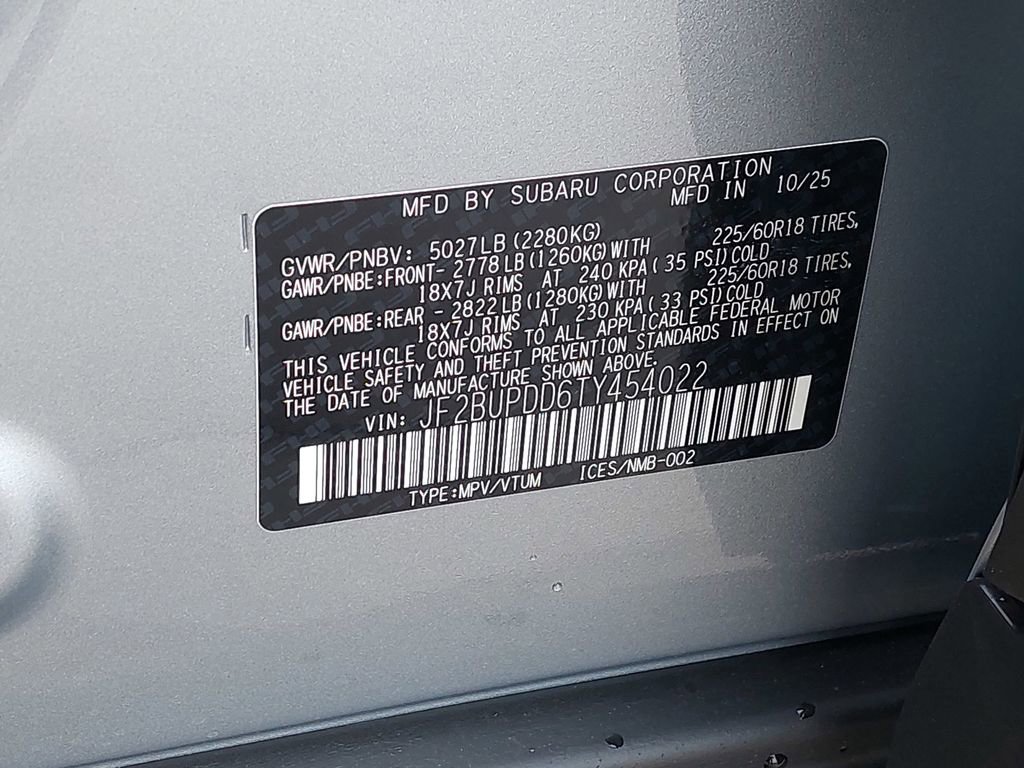 MFD BY SUBARU CORPORATION
MFD IN 10/25
GVWR/PNBV: 5027LB(2280KG)
GAWR/PNBE:FRONT- 2778LB(1260KG)WITH 225/60R18 TIRES,
18X7J RIMS AT 240 KPA(35 PSI)COLD
GAWR/PNBE:REAR - 2822LB(1280KG)WITH 225/60R18 TIRES,
18X7J RIMS AT 230 KPA(33 PSI)COLD
THIS VEHICLE CONFORMS TO ALL APPLICABLE FEDERAL MOTOR
VEHICLE SAFETY AND THEFT PREVENTION STANDARDS IN EFFECT ON
THE DATE OF MANUFACTURE SHOWN ABOVE.
VIN: JF2BUPDD6TY454022
TYPE:MPV/VTUM ICES/NMB-002